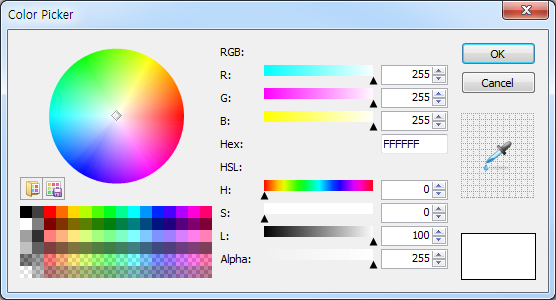 Color Picker
RGB:
R: 255
G: 255
B: 255
Hex: FFFFFF
HSL:
H: 0
S: 0
L: 100
Alpha: 255
OK
Cancel